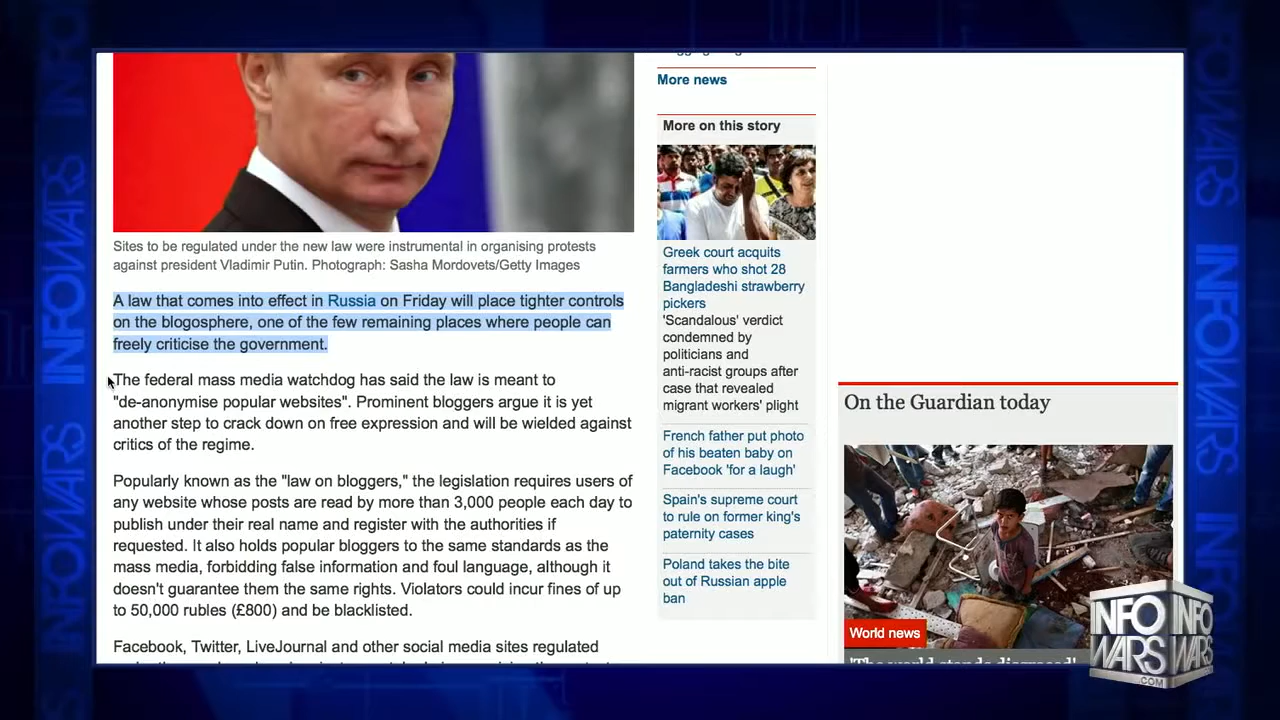 Sites to be regulated under the new law were instrumental in organising protests
against president Vladimir Putin. Photograph: Sasha Mordovets/Getty Images
A law that comes into effect in Russia on Friday will place tighter controls
on the blogosphere, one of the few remaining places where people can
freely criticise the government.
The federal mass media watchdog has said the law is meant to
"de-anonymise popular websites". Prominent bloggers argue it is yet
another step to crack down on free expression and will be wielded against
critics of the regime.
Popularly known as the "law on bloggers," the legislation requires users of
any website whose posts are read by more than 3,000 people each day to
publish under their real name and register with the authorities if
requested. It also holds popular bloggers to the same standards as the
mass media, forbidding false information and foul language, although it
doesn't guarantee them the same rights. Violators could incur fines of up
to 50,000 rubles (£800) and be blacklisted.
Facebook, Twitter, LiveJournal and other social media sites regulated
More news
More on this story
Greek court acquits
farmers who shot 28
Bangladeshi strawberry
pickers
'Scandalous' verdict
condemned by
politicians and
anti-racist groups after
case that revealed
migrant workers' plight
French father put photo
of his beaten baby on
Facebook 'for a laugh'
Spain's supreme court
to rule on former king's
paternity cases
Poland takes the bite
out of Russian apple
ban
On the Guardian today
World news
'The world stands disgraced'
INFO
WARS
.COM
INFO
WARS
INFOWARS
INFOWARS
INFOWARS
INFOWARS